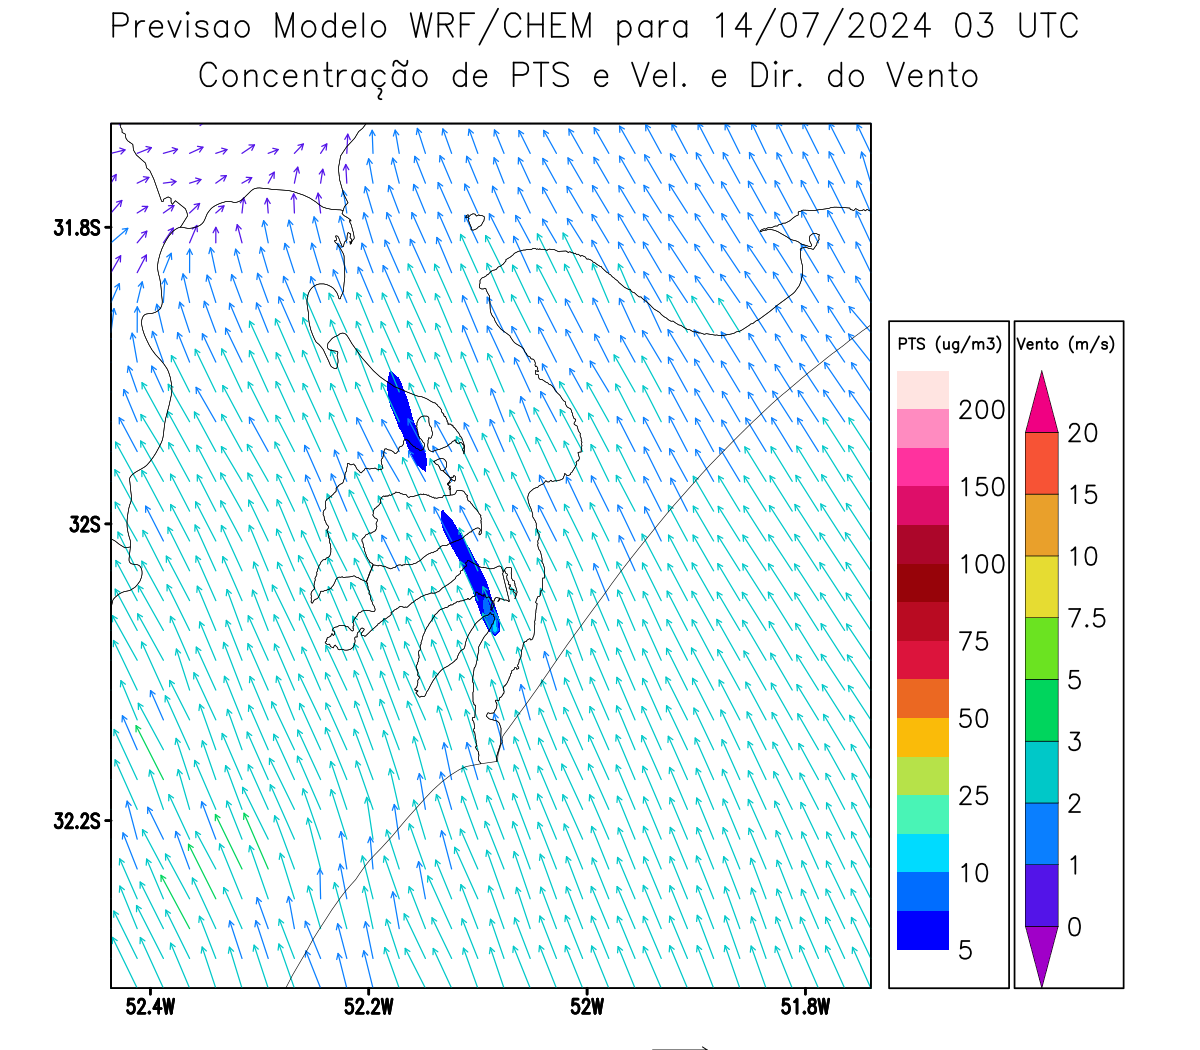 Previsao Modelo WRF/CHEM para 14/07/2024 03 UTC
Concentração de PTS e Vel. e Dir. do Vento
31.8S
32S
32.2S
52.4W
52.2W
52W
51.8W
PTS (ug/m3)
200
150
100
75
50
25
10
5
Vento (m/s)
20
15
10
7.5
5
3
2
1
0